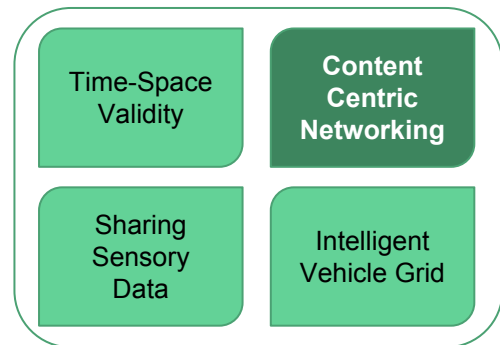 Time-Space
Validity
Content
Centric
Networking
Sharing
Sensory
Data
Intelligent
Vehicle Grid